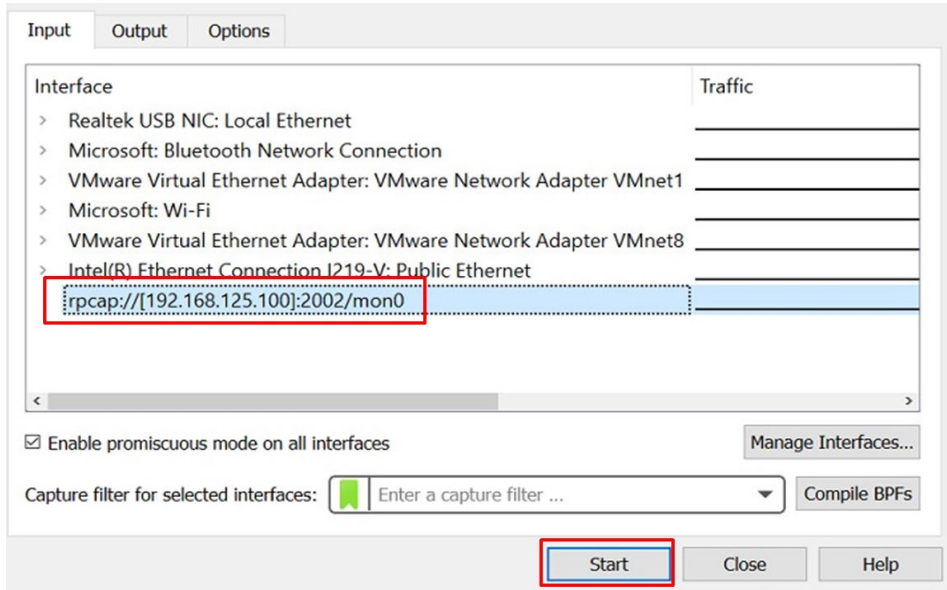 Input Output Options
Interface Traffic
Realtek USB NIC: Local Ethernet
Microsoft: Bluetooth Network Connection
VMware Virtual Ethernet Adapter: VMware Network Adapter VMnet1
Microsoft: Wi-Fi
VMware Virtual Ethernet Adapter: VMware Network Adapter VMnet8
Intel(R) Ethernet Connection I219-V: Public Ethernet
rpcap://[192.168.125.100]:2002/mon0
Enable promiscuous mode on all interfaces Manage Interfaces...
Capture filter for selected interfaces: Enter a capture filter ... Compile BPFs
Start Close Help